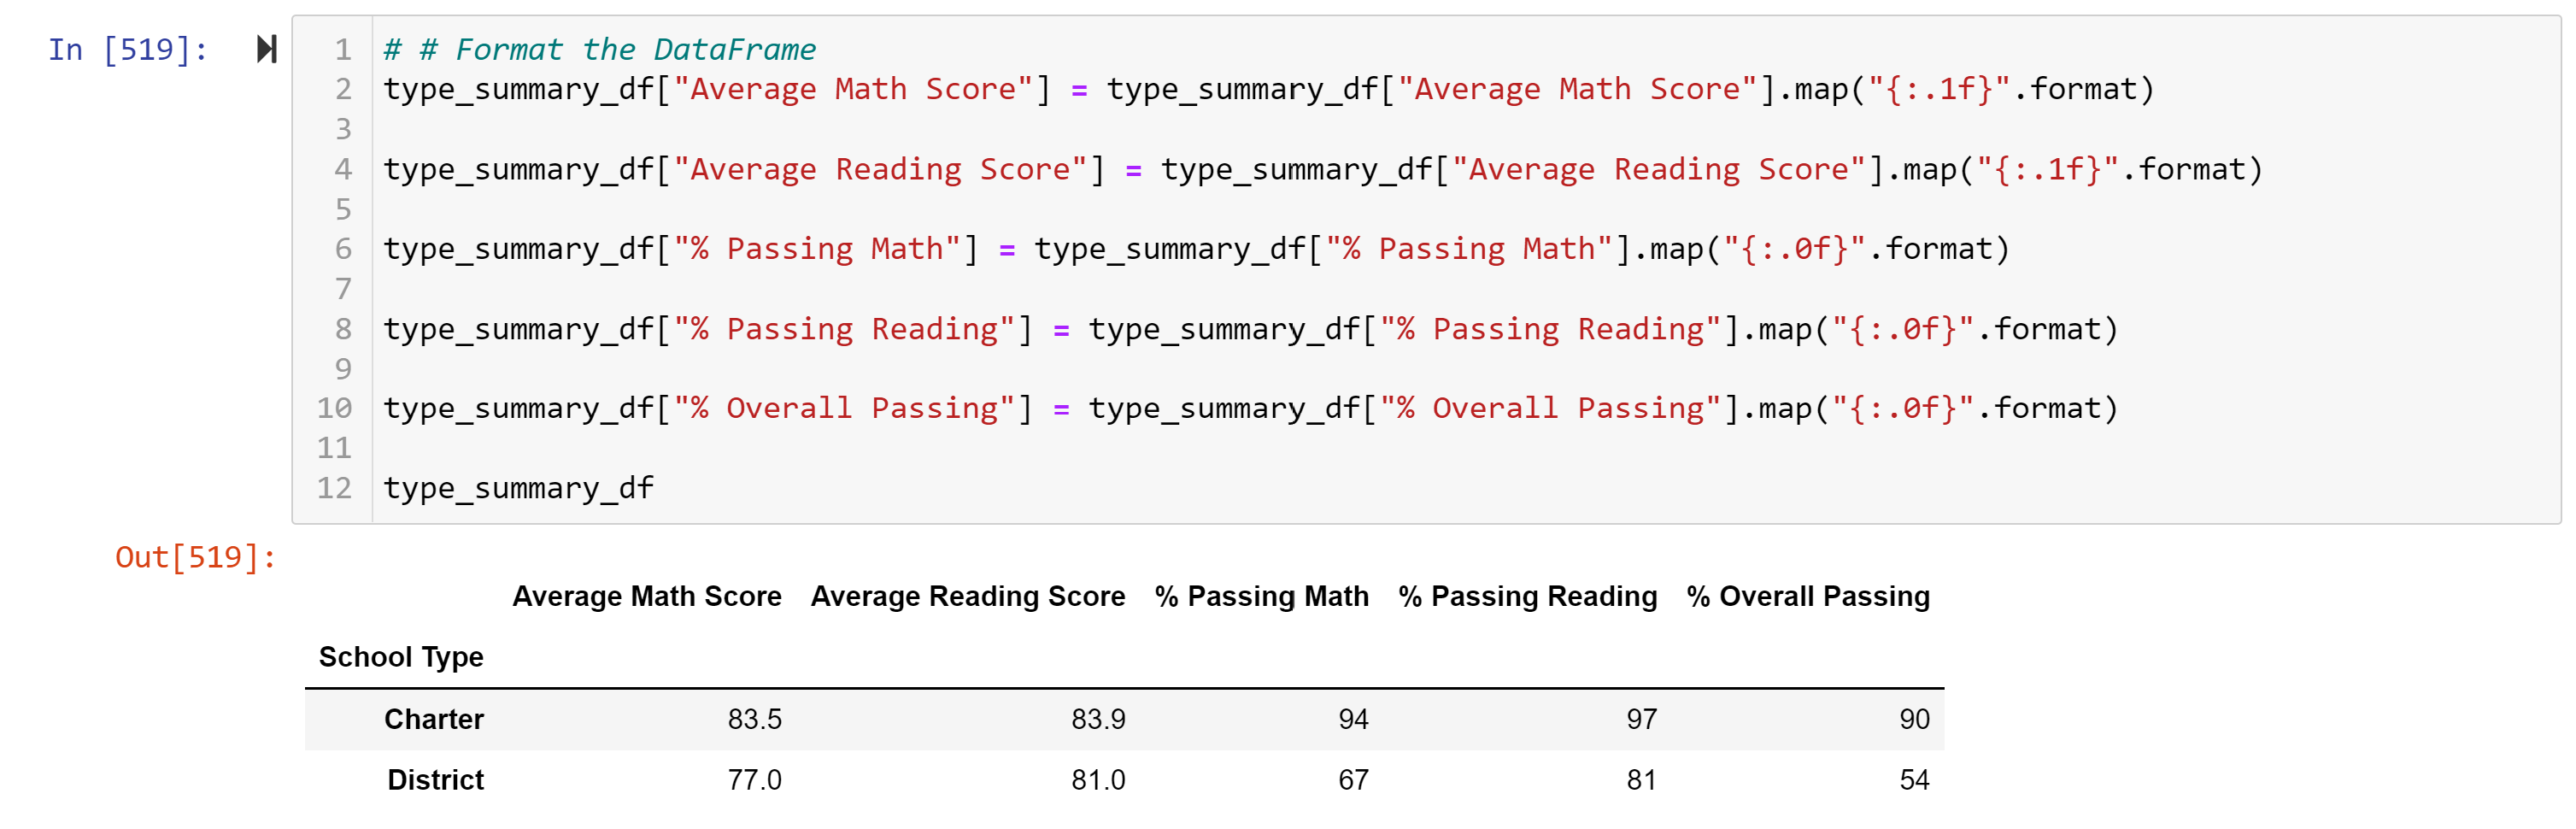 In [519]:
1 # # Format the DataFrame
2 type_summary_df["Average Math Score"] = type_summary_df["Average Math Score"].map("{:.1f}".format)
3
4 type_summary_df["Average Reading Score"] = type_summary_df["Average Reading Score"].map("{:.1f}".format)
5
6 type_summary_df["% Passing Math"] = type_summary_df["% Passing Math"].map("{:.0f}".format)
7
8 type_summary_df["% Passing Reading"] = type_summary_df["% Passing Reading"].map("{:.0f}".format)
9
10 type_summary_df["% Overall Passing"] = type_summary_df["% Overall Passing"].map("{:.0f}".format)
11
12 type_summary_df
Out[519]:
Average Math Score Average Reading Score % Passing Math % Passing Reading % Overall Passing
School Type
Charter 83.5 83.9 94 97 90
District 77.0 81.0 67 81 54